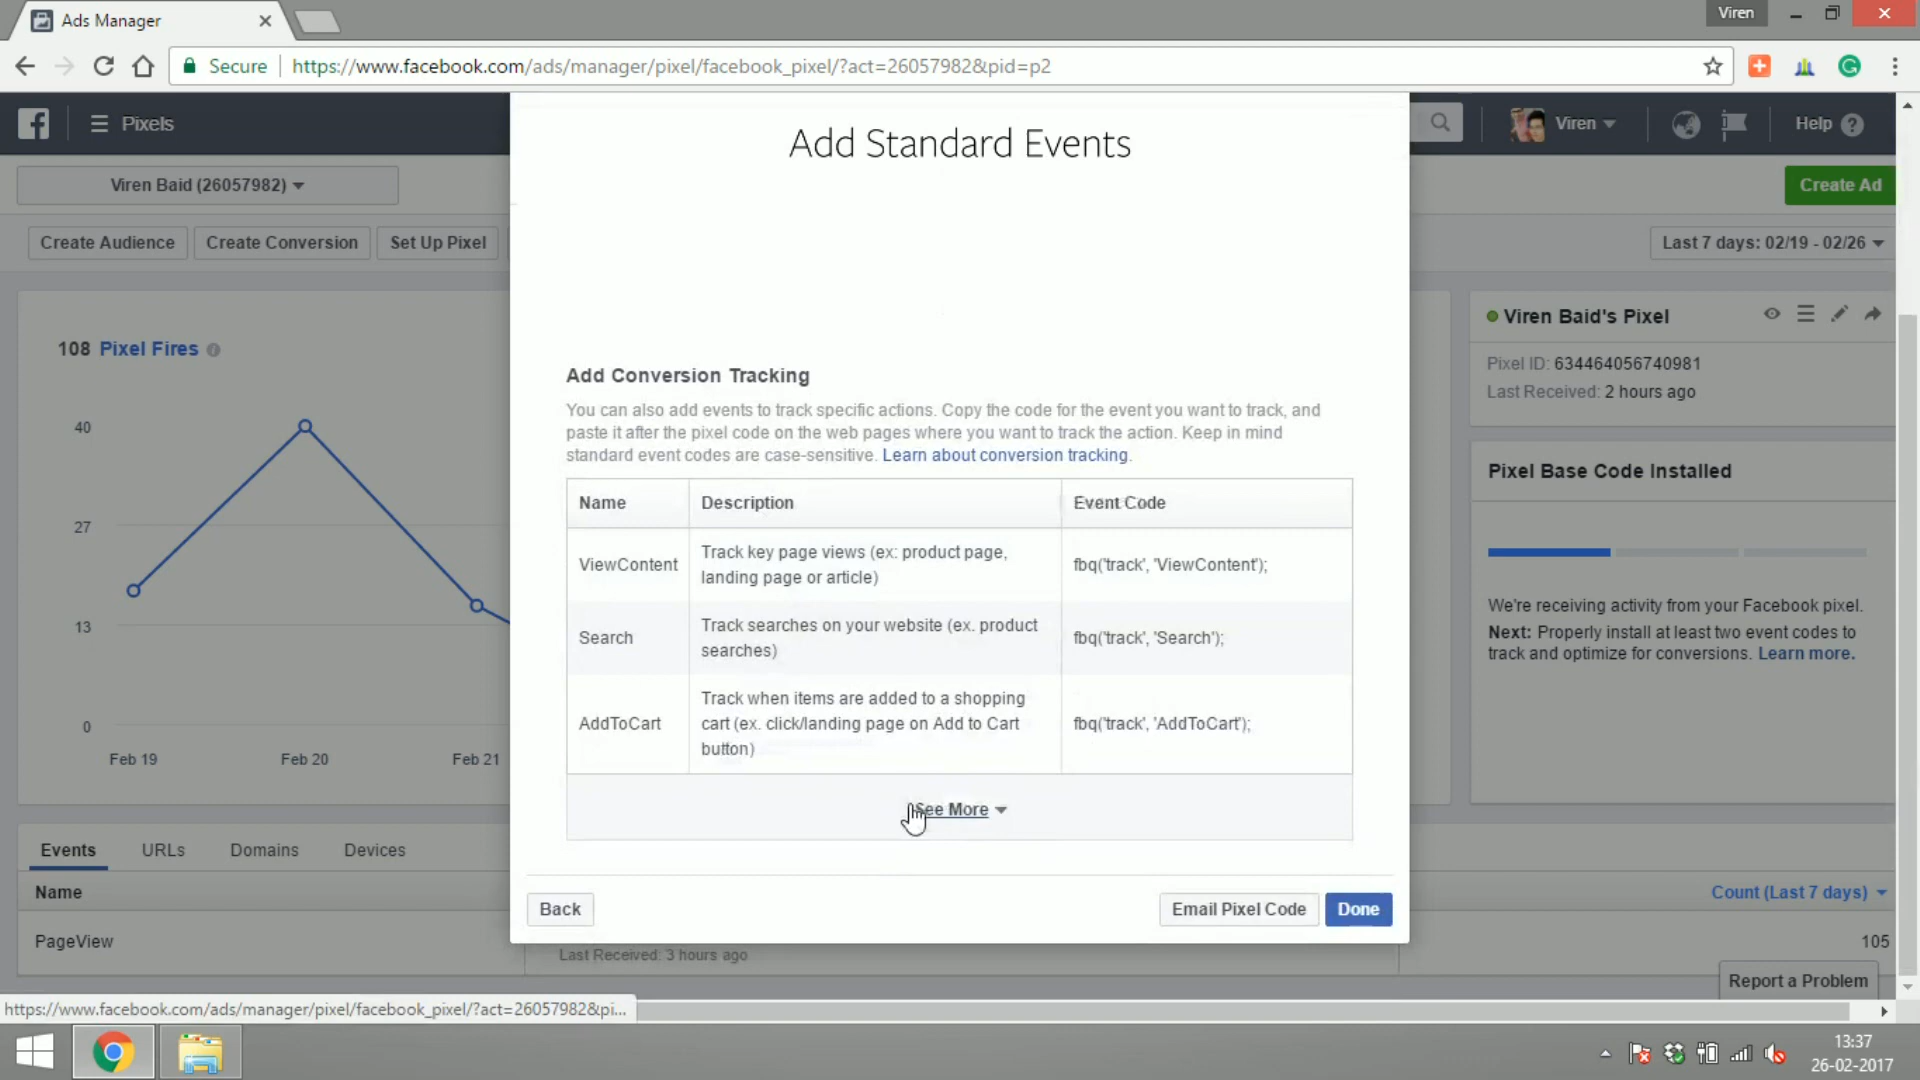 Ads Manager
Viren
Secure
https://www.facebook.com/ads/manager/pixel/facebook_pixel/?act=26057982&pid=p2
Pixels
Viren
Help
Viren Baid (26057982)
Create Ad
Create Audience
Create Conversion
Set Up Pixel
Last 7 days: 02/19 - 02/26
Add Standard Events
108 Pixel Fires
40
27
13
0
Feb 19
Feb 20
Feb 21
Add Conversion Tracking
You can also add events to track specific actions. Copy the code for the event you want to track, and
paste it after the pixel code on the web pages where you want to track the action. Keep in mind
standard event codes are case-sensitive. Learn about conversion tracking.
Name Description Event Code
ViewContent
Track key page views (ex: product page,
landing page or article)
fbq('track', 'ViewContent');
Search
Track searches on your website (ex. product
searches)
fbq('track', 'Search');
AddToCart
Track when items are added to a shopping
cart (ex. click/landing page on Add to Cart
button)
fbq('track', 'AddToCart');
See More
Back
Email Pixel Code
Done
Viren Baid's Pixel
Pixel ID: 634464056740981
Last Received: 2 hours ago
Pixel Base Code Installed
We're receiving activity from your Facebook pixel.
Next: Properly install at least two event codes to
track and optimize for conversions. Learn more.
Events
URLs
Domains
Devices
Name
Count (Last 7 days)
PageView
Last Received: 3 hours ago
105
Report a Problem
https://www.facebook.com/ads/manager/pixel/facebook_pixel/?act=26057982&pi...
13:37
26-02-2017